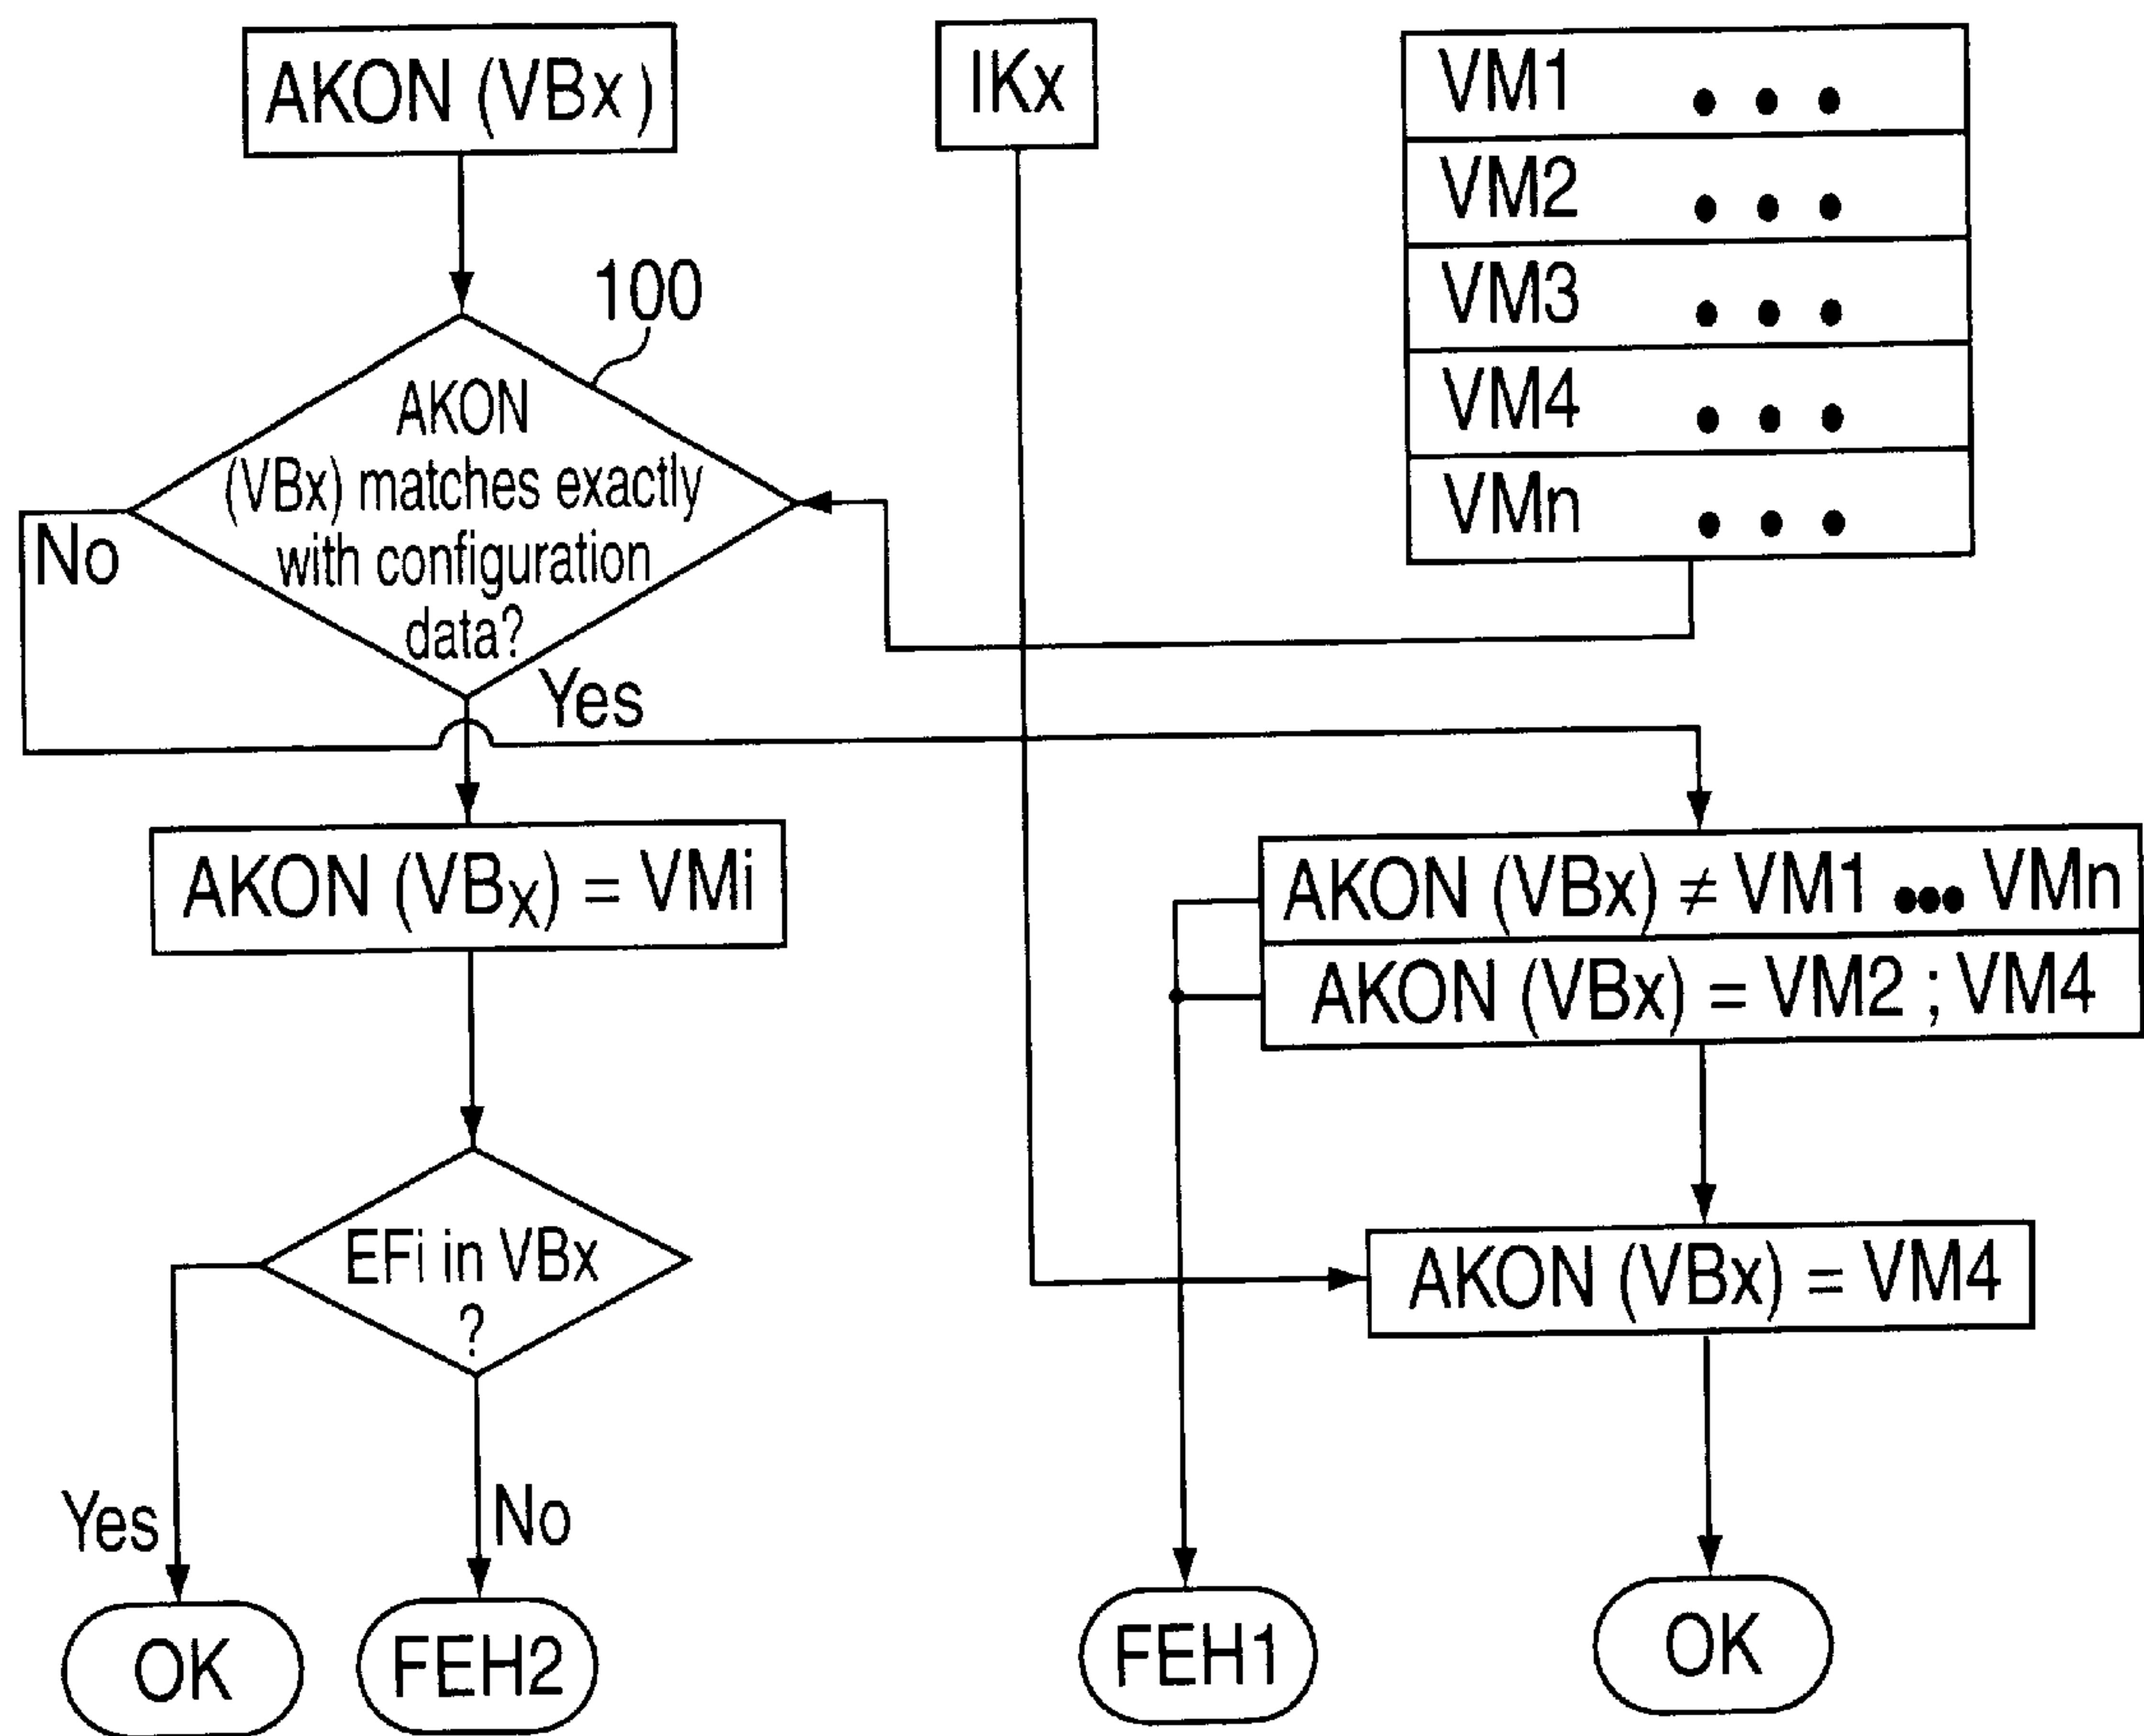 AKON (VBx)
IKx
VM1 • • •
VM2 • • •
VM3 • • •
VM4 • • •
VMn • • •
100
AKON
(VBx) matches exactly
with configuration
data?
No
Yes
AKON (VBx) = VMi
AKON (VBx) ≠ VM1 ••• VMn
AKON (VBx) = VM2 ; VM4
EFi in VBx
?
AKON (VBx) = VM4
Yes
No
OK
FEH2
FEH1
OK